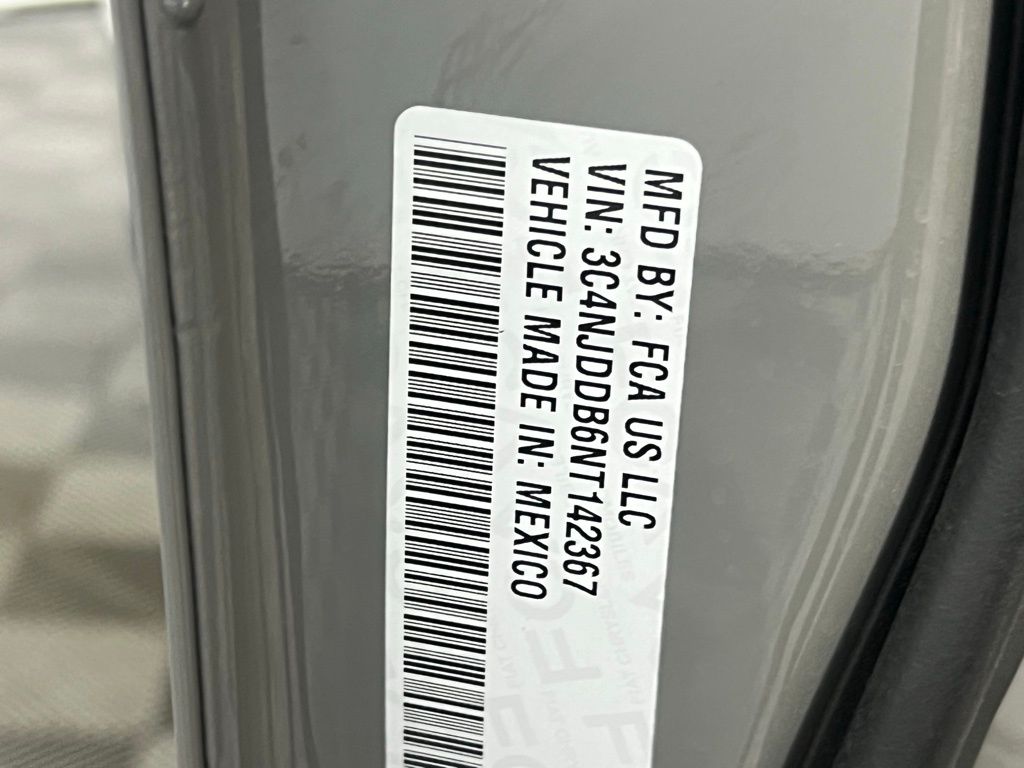 MFD BY: FCA US LLC
VIN: 3C4NJDDB6NT142367
VEHICLE MADE IN: MEXICO